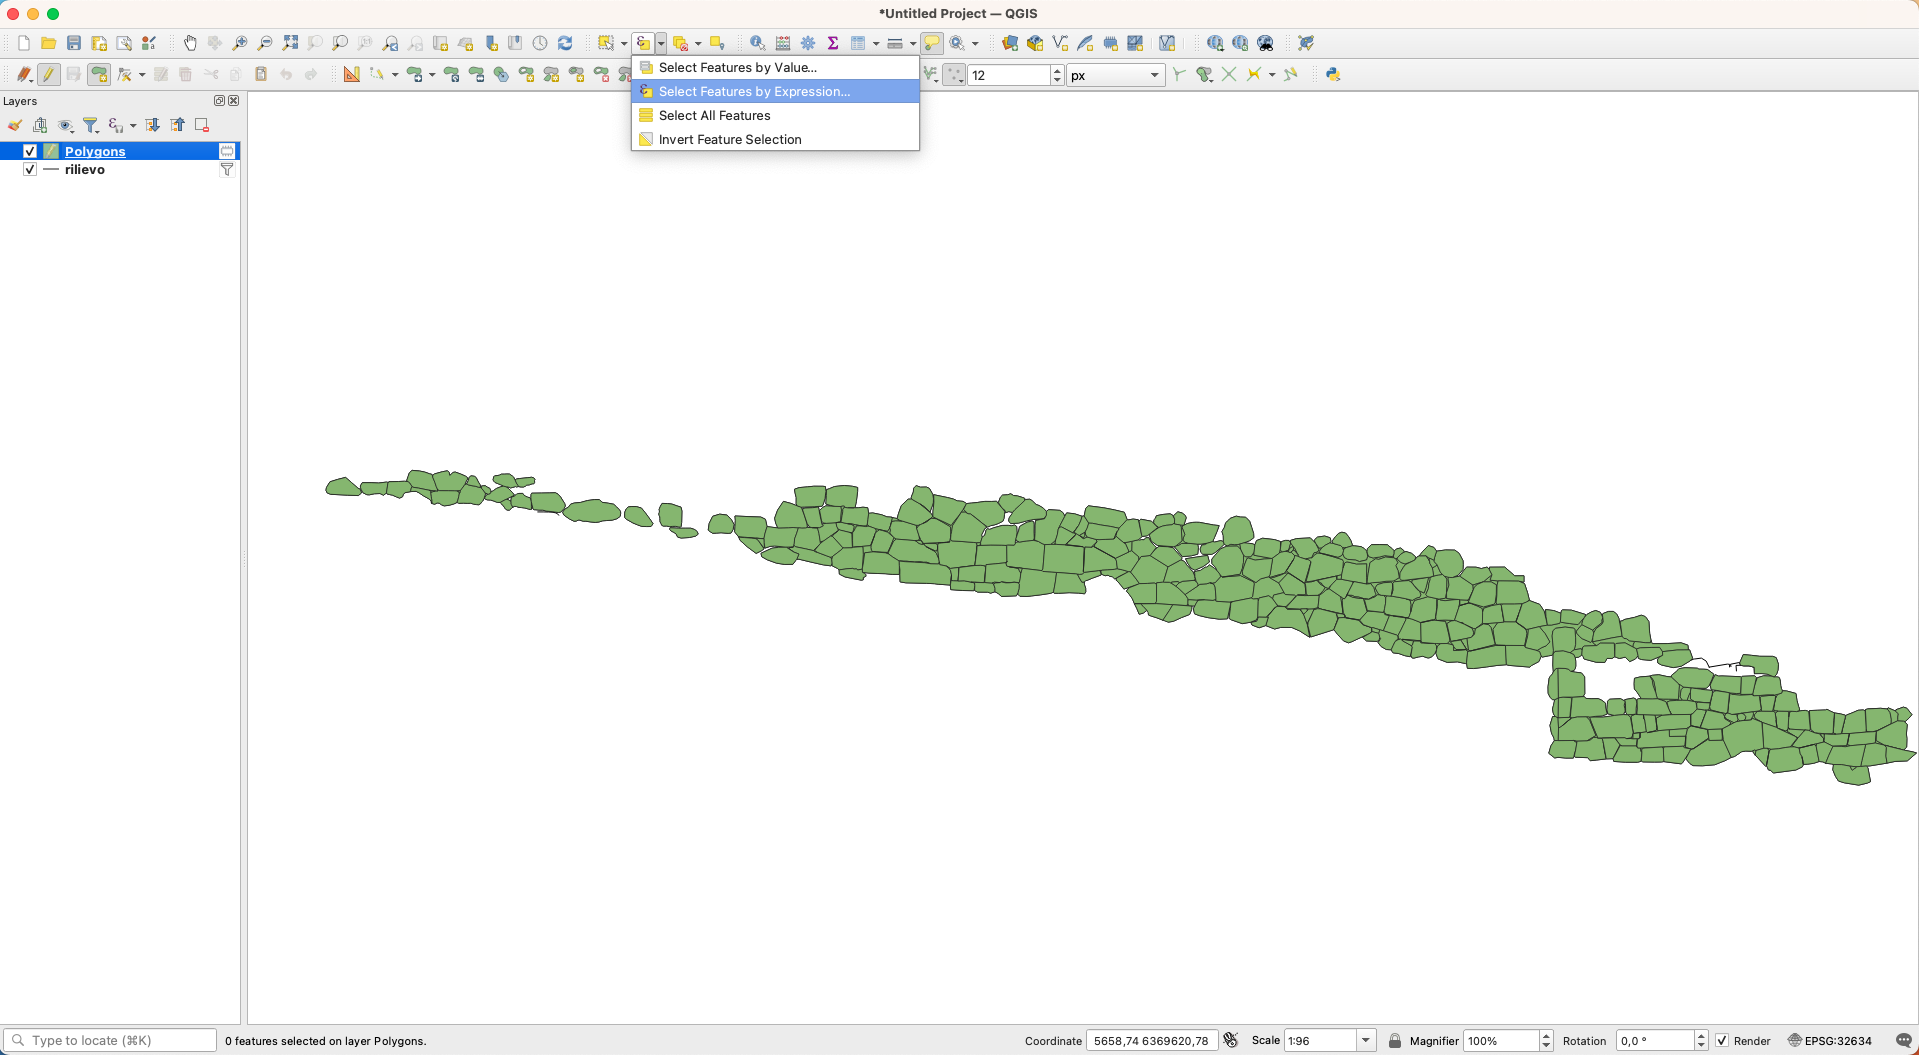 *Untitled Project — QGIS
Select Features by Value...
12
px
Select Features by Expression...
Select All Features
Invert Feature Selection
Layers
Polygons
rilievo
Type to locate (⌘K)
0 features selected on layer Polygons.
Coordinate
5658,74 6369620,78
Scale
1:96
Magnifier
100%
Rotation
0,0 °
Render
EPSG:32634